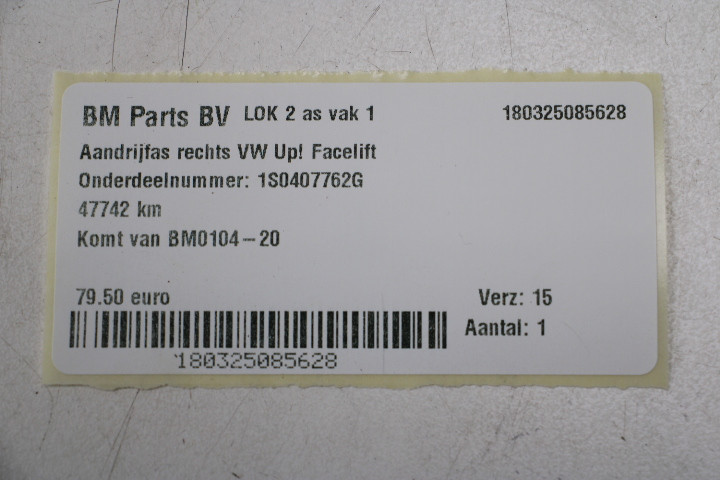 BM Parts BV LOK 2 as vak 1 180325085628
Aandrijfas rechts VW Up! Facelift
Onderdeelnummer: 1S0407762G
47742 km
Komt van BM0104-20
79.50 euro Verz: 15
Aantal: 1
180325085628